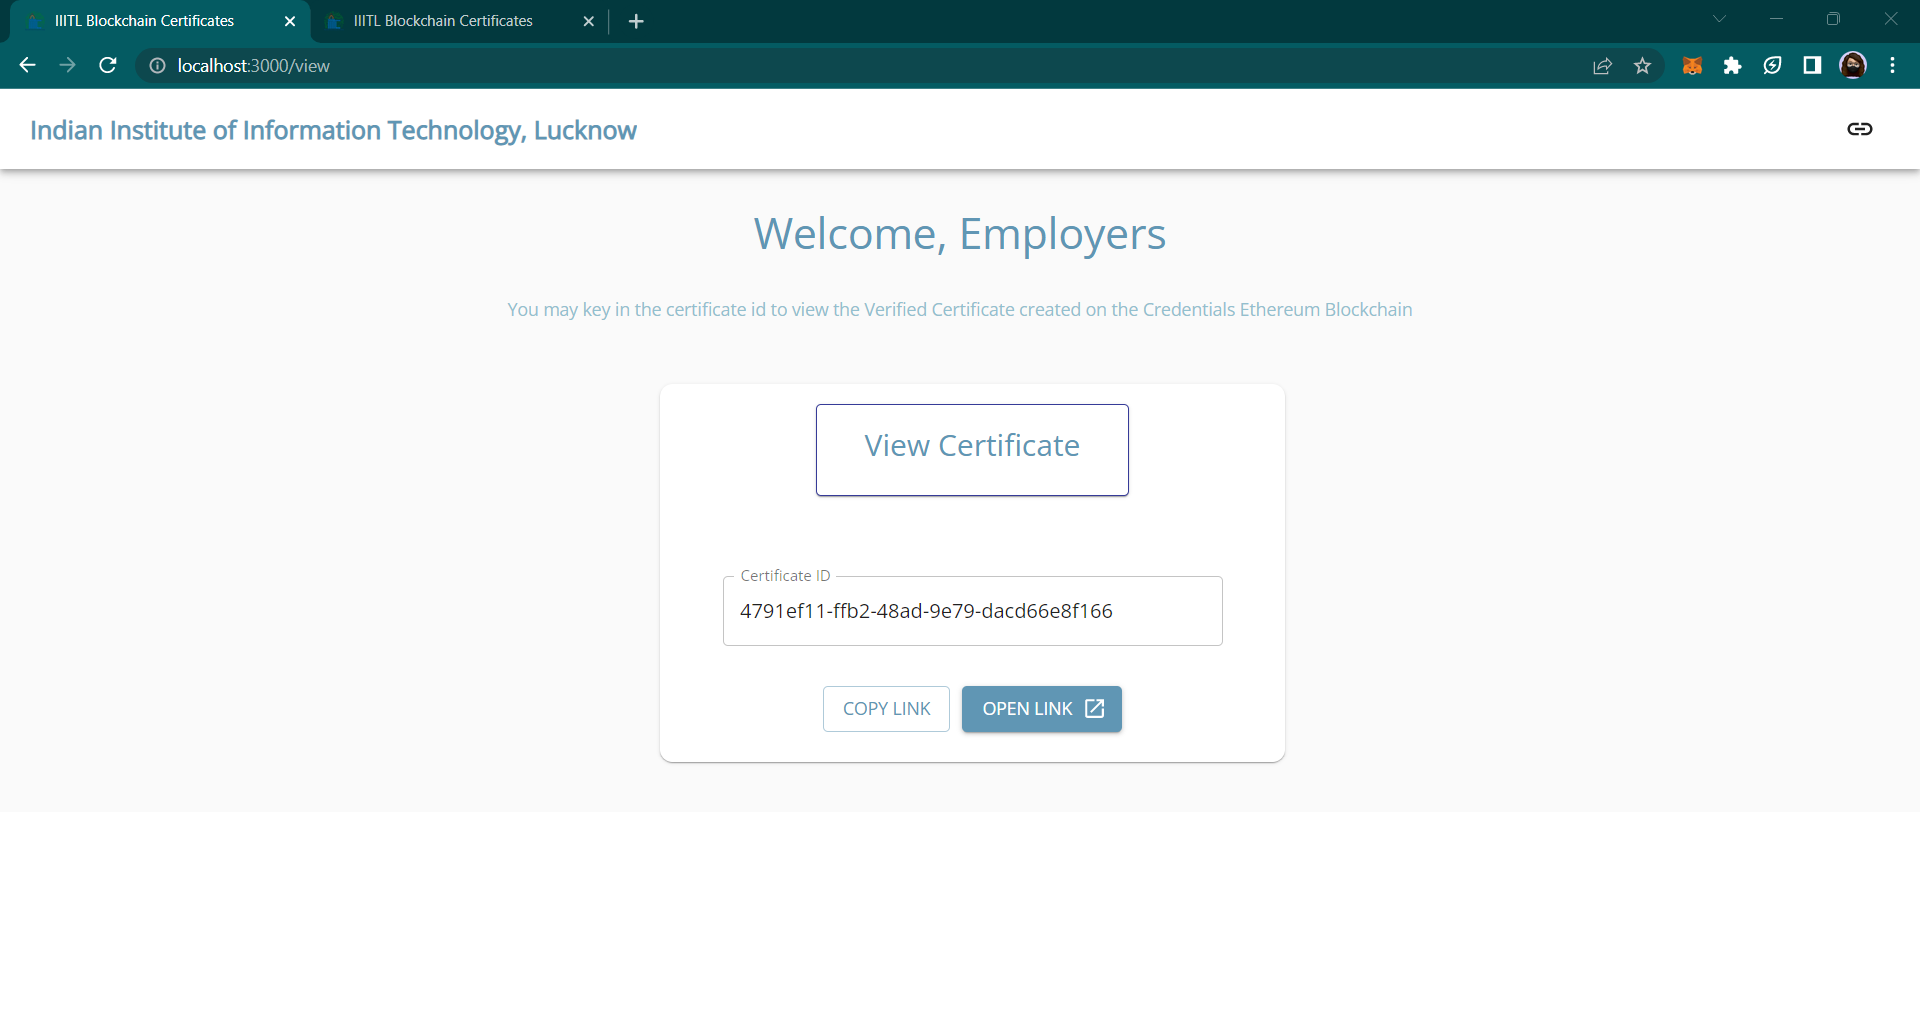 IIITL Blockchain Certificates
IIITL Blockchain Certificates
localhost:3000/view
Indian Institute of Information Technology, Lucknow
Welcome, Employers
You may key in the certificate id to view the Verified Certificate created on the Credentials Ethereum Blockchain
View Certificate
Certificate ID
4791ef11-ffb2-48ad-9e79-dacd66e8f166
COPY LINK
OPEN LINK